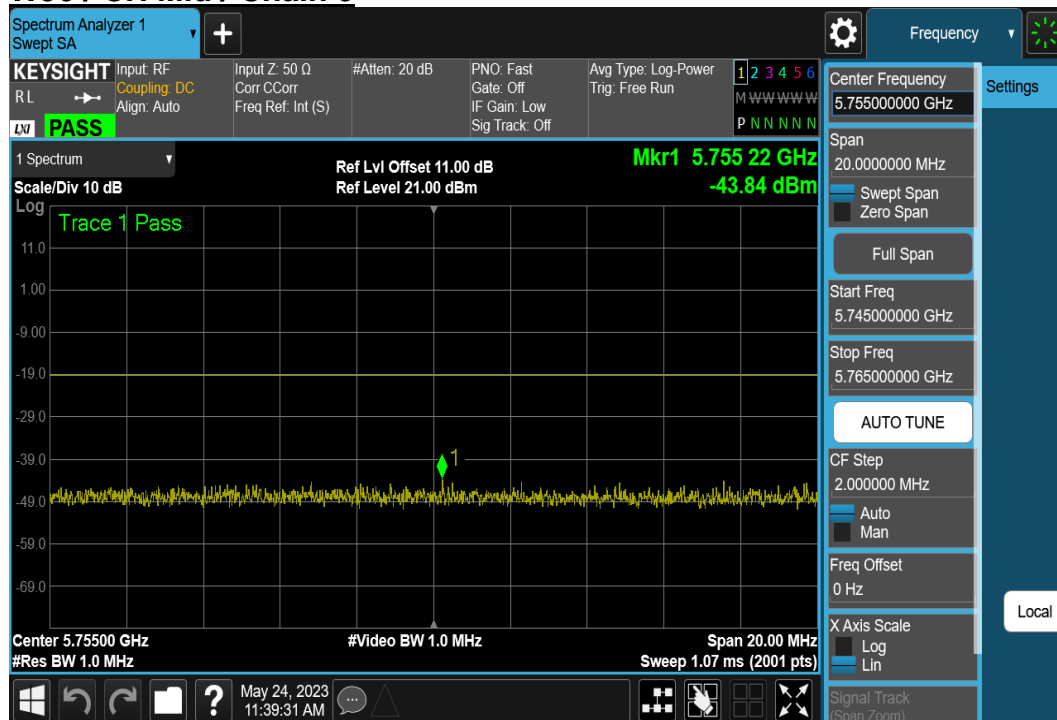 Spectrum Analyzer 1
Swept SA
Frequency
KEYSIGHT
RL
LXI PASS
Input: RF
Coupling: DC
Align: Auto
Input Z: 50 Ω
Corr CCorr
Freq Ref: Int (S)
#Atten: 20 dB
PNO: Fast
Gate: Off
IF Gain: Low
Sig Track: Off
Avg Type: Log-Power
Trig: Free Run
1 2 3 4 5 6
M W W W W W
P N N N N N
1 Spectrum
Scale/Div 10 dB
Ref Lvl Offset 11.00 dB
Ref Level 21.00 dBm
Mkr1 5.755 22 GHz
-43.84 dBm
Log
Trace 1 Pass
11.0
1.00
-9.00
-19.0
-29.0
-39.0
-49.0
-59.0
-69.0
1
Center 5.75500 GHz
#Res BW 1.0 MHz
#Video BW 1.0 MHz
Span 20.00 MHz
Sweep 1.07 ms (2001 pts)
May 24, 2023
11:39:31 AM
Center Frequency
5.755000000 GHz
Span
20.0000000 MHz
Swept Span
Zero Span
Full Span
Start Freq
5.745000000 GHz
Stop Freq
5.765000000 GHz
AUTO TUNE
CF Step
2.000000 MHz
Auto
Man
Freq Offset
0 Hz
X Axis Scale
Log
Lin
Signal Track
(Span Zoom)
Settings
Local